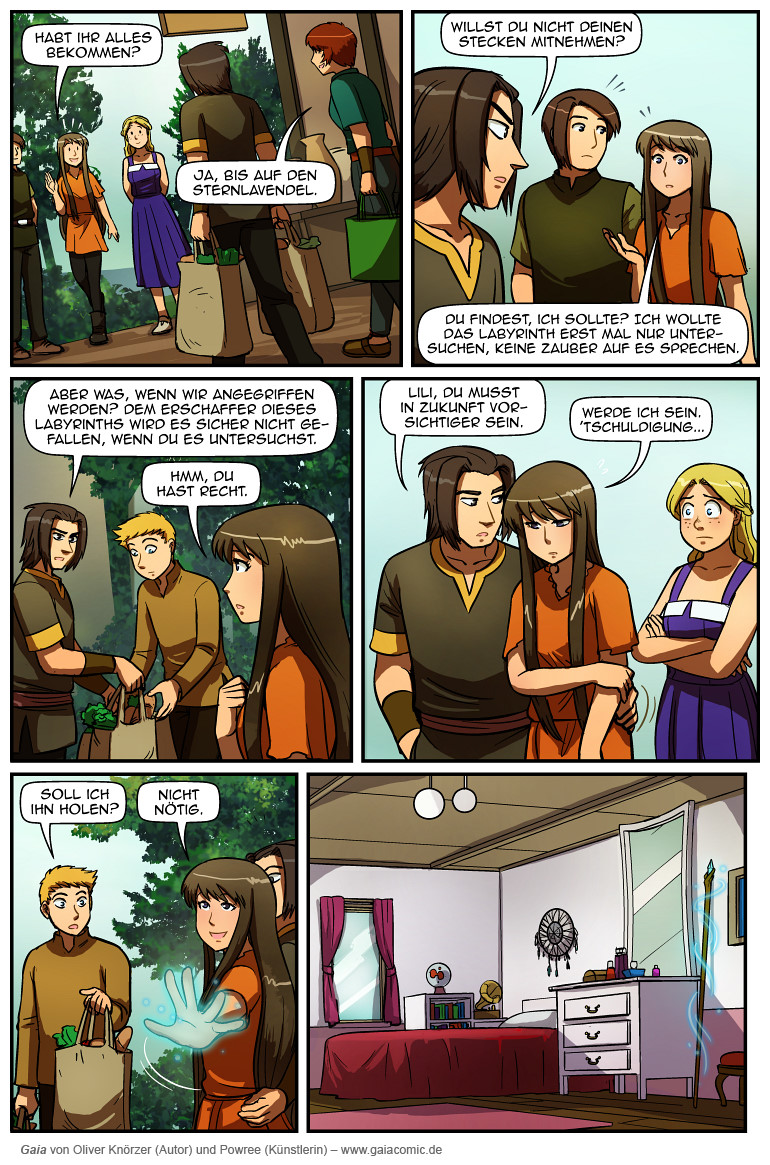 HABT IHR ALLES
BEKOMMEN?
JA, BIS AUF DEN
STERNLAVENDEL.
WILLST DU NICHT DEINEN
STECKEN MITNEHMEN?
DU FINDEST, ICH SOLLTE? ICH WOLLTE
DAS LABYRINTH ERST MAL NUR UNTER-
SUCHEN, KEINE ZAUBER AUF ES SPRECHEN.
ABER WAS, WENN WIR ANGEGRIFFEN
WERDEN? DEM ERSCHAFFER DIESES
LABYRINTHS WIRD ES SICHER NICHT GE-
FALLEN, WENN DU ES UNTERSUCHST.
HMM, DU
HAST RECHT.
LILI, DU MUSST
IN ZUKUNFT VOR-
SICHTIGER SEIN.
WERDE ICH SEIN.
'TSCHULDIGUNG...
SOLL ICH
IHN HOLEN?
NICHT
NÖTIG.
Gaia von Oliver Knörzer (Autor) und Powree (Künstlerin) – www.gaiacomic.de